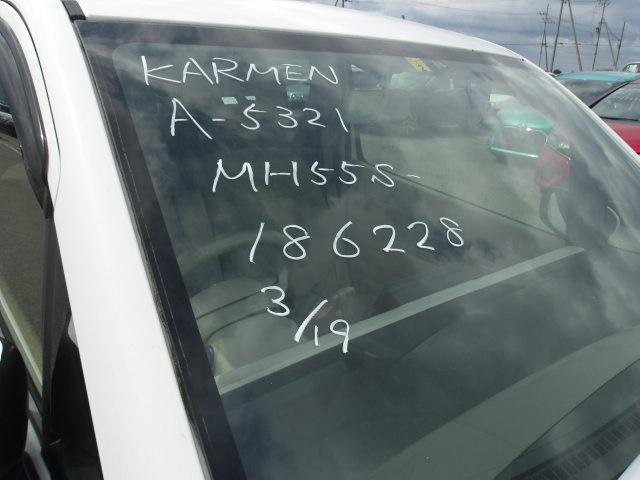 KARMEN
A-5321
MH55S-
186228
3/19